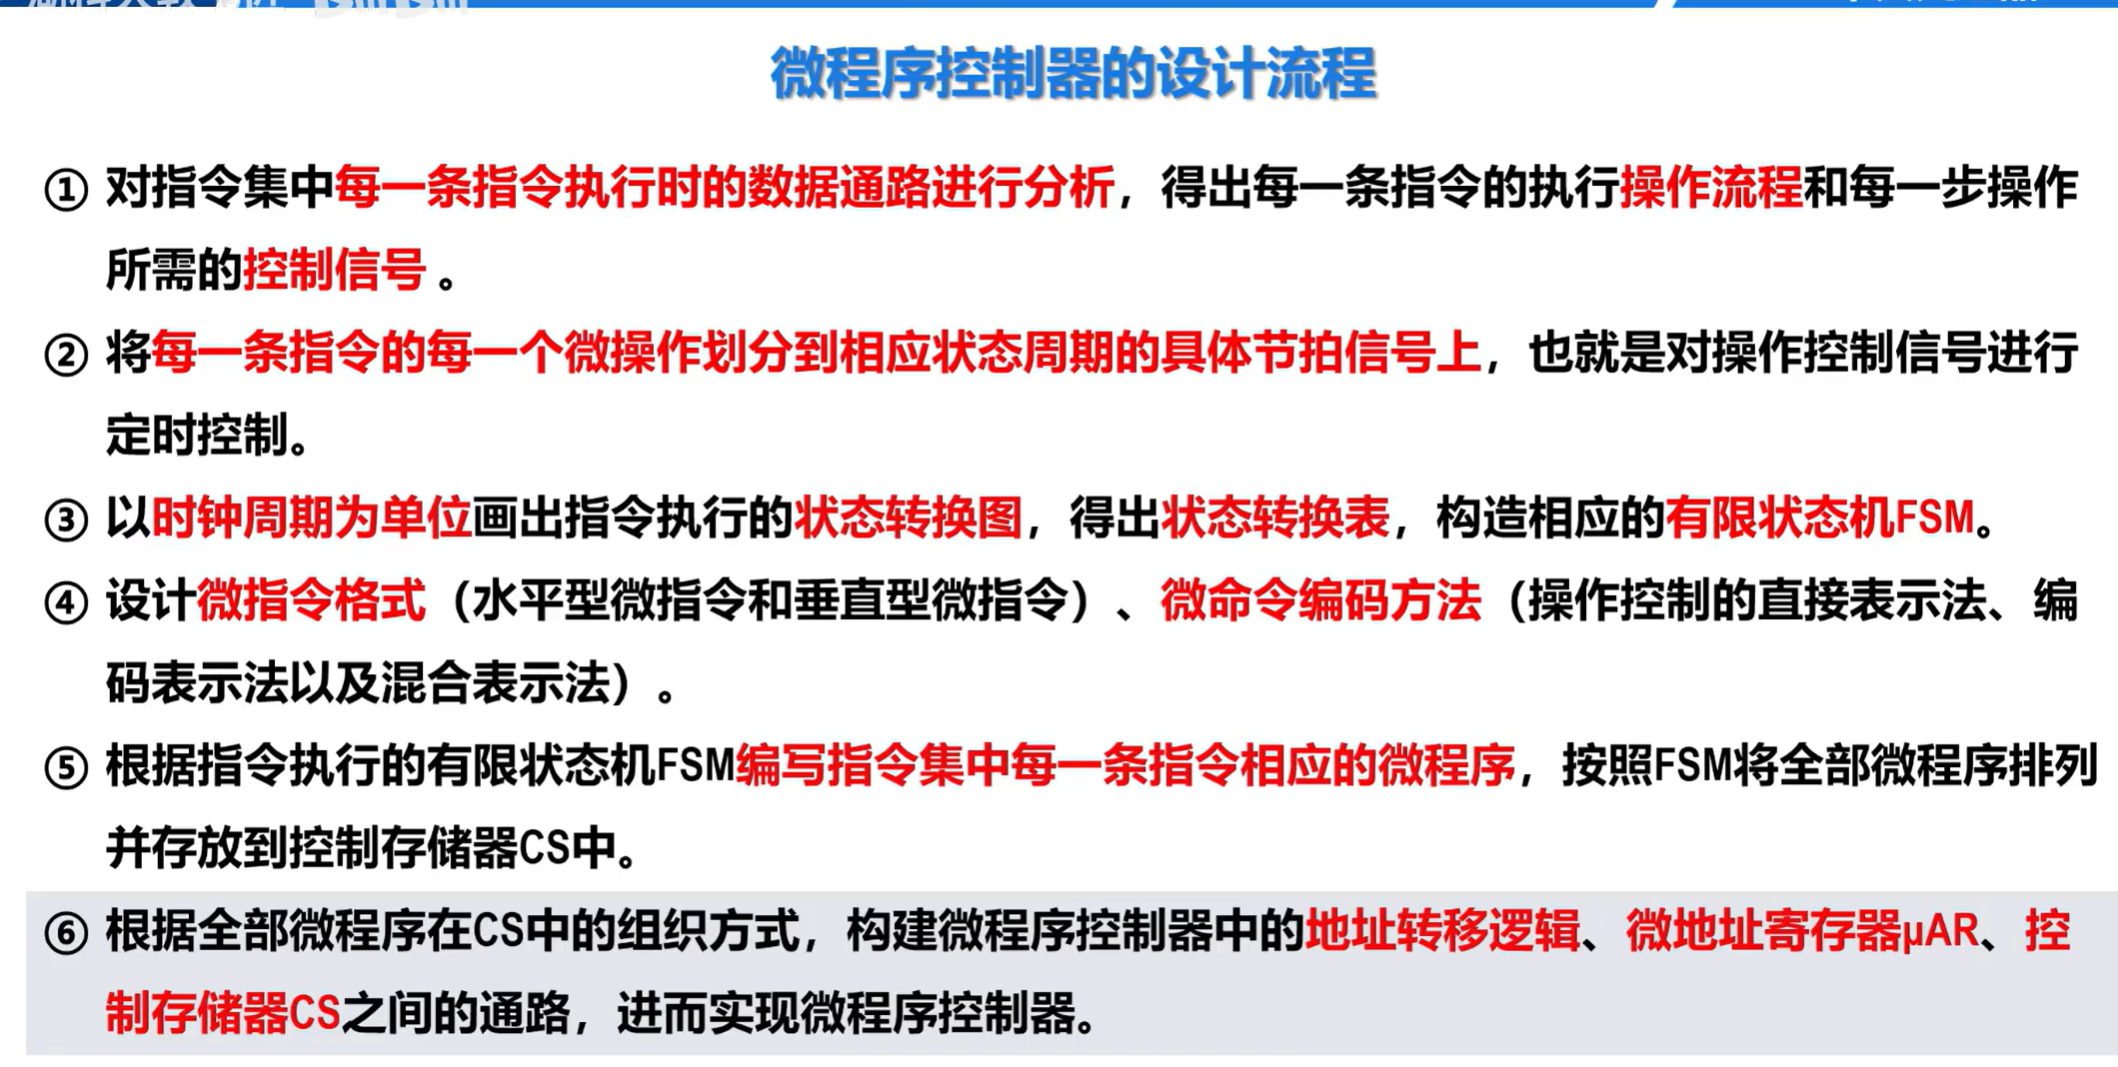 微程序控制器的设计流程
① 对指令集中每一条指令执行时的数据通路进行分析，得出每一条指令的执行操作流程和每一步操作
所需的控制信号 。
② 将每一条指令的每一个微操作划分到相应状态周期的具体节拍信号上，也就是对操作控制信号进行
定时控制。
③ 以时钟周期为单位画出指令执行的状态转换图，得出状态转换表，构造相应的有限状态机FSM。
④ 设计微指令格式（水平型微指令和垂直型微指令）、微命令编码方法（操作控制的直接表示法、编
码表示法以及混合表示法）。
⑤ 根据指令执行的有限状态机FSM编写指令集中每一条指令相应的微程序，按照FSM将全部微程序排列
并存放到控制存储器CS中。
⑥ 根据全部微程序在CS中的组织方式，构建微程序控制器中的地址转移逻辑、微地址寄存器μAR、控
制存储器CS之间的通路，进而实现微程序控制器。